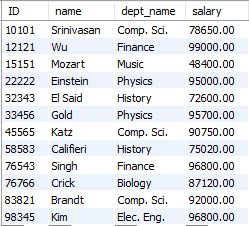 ID name dept_name salary
10101 Srinivasan Comp. Sci. 78650.00
12121 Wu Finance 99000.00
15151 Mozart Music 48400.00
22222 Einstein Physics 95000.00
32343 El Said History 72600.00
33456 Gold Physics 95700.00
45565 Katz Comp. Sci. 90750.00
58583 Califieri History 75020.00
76543 Singh Finance 96800.00
76766 Crick Biology 87120.00
83821 Brandt Comp. Sci. 92000.00
98345 Kim Elec. Eng. 96800.00